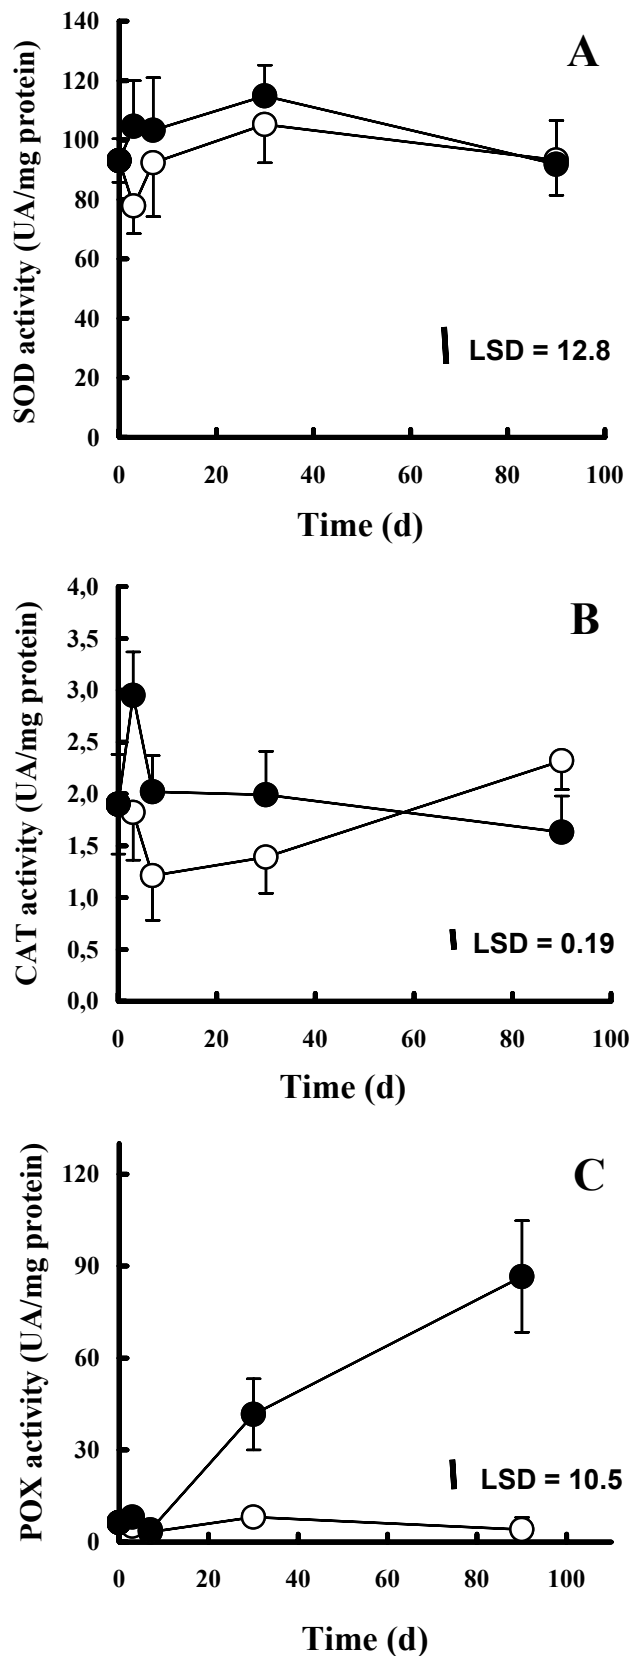 A
SOD activity (UA/mg protein)
140
120
100
80
60
40
20
0
LSD = 12.8
0 20 40 60 80 100
Time (d)
B
CAT activity (UA/mg protein)
4,0
3,5
3,0
2,5
2,0
1,5
1,0
0,5
0,0
LSD = 0.19
0 20 40 60 80 100
Time (d)
C
POX activity (UA/mg protein)
120
90
60
30
0
LSD = 10.5
0 20 40 60 80 100
Time (d)